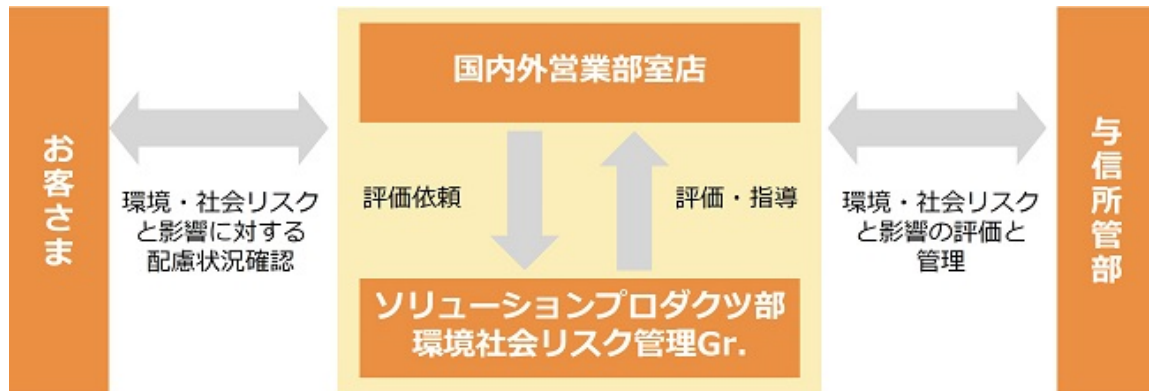 お客さま
環境・社会リスク
と影響に対する
配慮状況確認
国内外営業部室店
評価依頼
評価・指導
ソリューションプロダクツ部
環境社会リスク管理Gr.
環境・社会リスク
と影響の評価と
管理
与信所管部